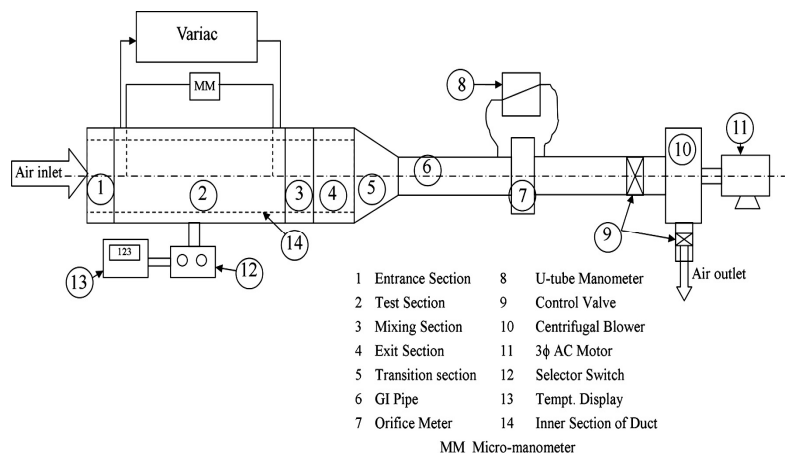 Variac
MM
8
11
10
Air inlet
1
2
3
4
5
6
7
9
14
123
13
12
Air outlet
1 Entrance Section 8 U-tube Manometer
2 Test Section 9 Control Valve
3 Mixing Section 10 Centrifugal Blower
4 Exit Section 11 3ϕ AC Motor
5 Transition section 12 Selector Switch
6 GI Pipe 13 Tempt. Display
7 Orifice Meter 14 Inner Section of Duct
MM Micro-manometer